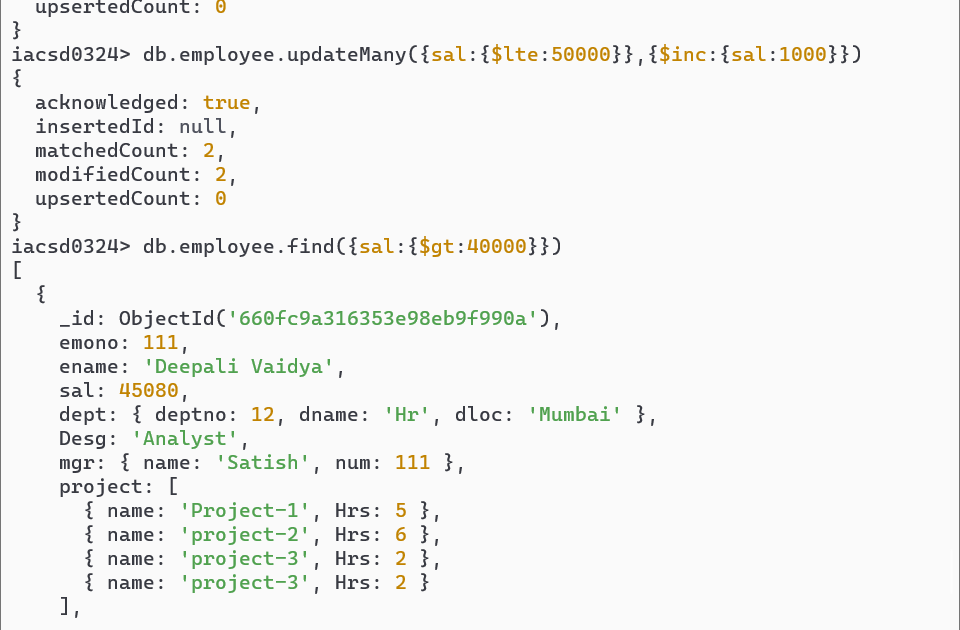 upsertedCount: 0
}
iacsd0324> db.employee.updateMany({sal:{$lte:50000}},{$inc:{sal:1000}})
{
  acknowledged: true,
  insertedId: null,
  matchedCount: 2,
  modifiedCount: 2,
  upsertedCount: 0
}
iacsd0324> db.employee.find({sal:{$gt:40000}})
[
  {
    _id: ObjectId('660fc9a316353e98eb9f990a'),
    emono: 111,
    ename: 'Deepali Vaidya',
    sal: 45080,
    dept: { deptno: 12, dname: 'Hr', dloc: 'Mumbai' },
    Desg: 'Analyst',
    mgr: { name: 'Satish', num: 111 },
    project: [
      { name: 'Project-1', Hrs: 5 },
      { name: 'project-2', Hrs: 6 },
      { name: 'project-3', Hrs: 2 },
      { name: 'project-3', Hrs: 2 }
    ],